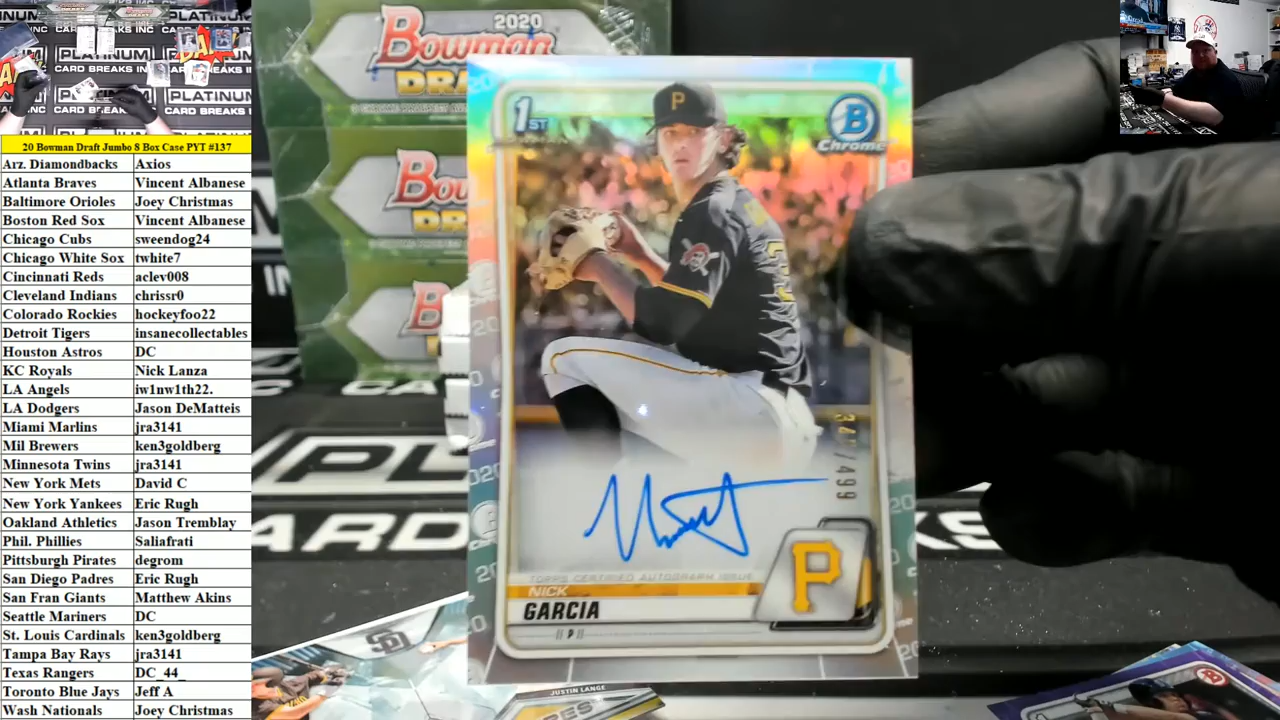 20 Bowman Draft Jumbo 8 Box Case PYT #137
Arz. Diamondbacks Axios
Atlanta Braves Vincent Albanese
Baltimore Orioles Joey Christmas
Boston Red Sox Vincent Albanese
Chicago Cubs sweendog24
Chicago White Sox twhite7
Cincinnati Reds aclev008
Cleveland Indians chrissr0
Colorado Rockies hockeyfoo22
Detroit Tigers insanecollectables
Houston Astros DC
KC Royals Nick Lanza
LA Angels iw1nw1th22.
LA Dodgers Jason DeMatteis
Miami Marlins jra3141
Mil Brewers ken3goldberg
Minnesota Twins jra3141
New York Mets David C
New York Yankees Eric Rugh
Oakland Athletics Jason Tremblay
Phil. Phillies Saliafrati
Pittsburgh Pirates degrom
San Diego Padres Eric Rugh
San Fran Giants Matthew Akins
Seattle Mariners DC
St. Louis Cardinals ken3goldberg
Tampa Bay Rays jra3141
Texas Rangers DC_44_
Toronto Blue Jays Jeff A
Wash Nationals Joey Christmas
PLATINUM
CARD BREAKS INC
2020
Bowman
DRAFT
1ST
B
Chrome
P
/499
TOPPS CERTIFIED AUTOGRAPH ISSUE
NICK
GARCIA
P
P
SD
JUSTIN LANGE